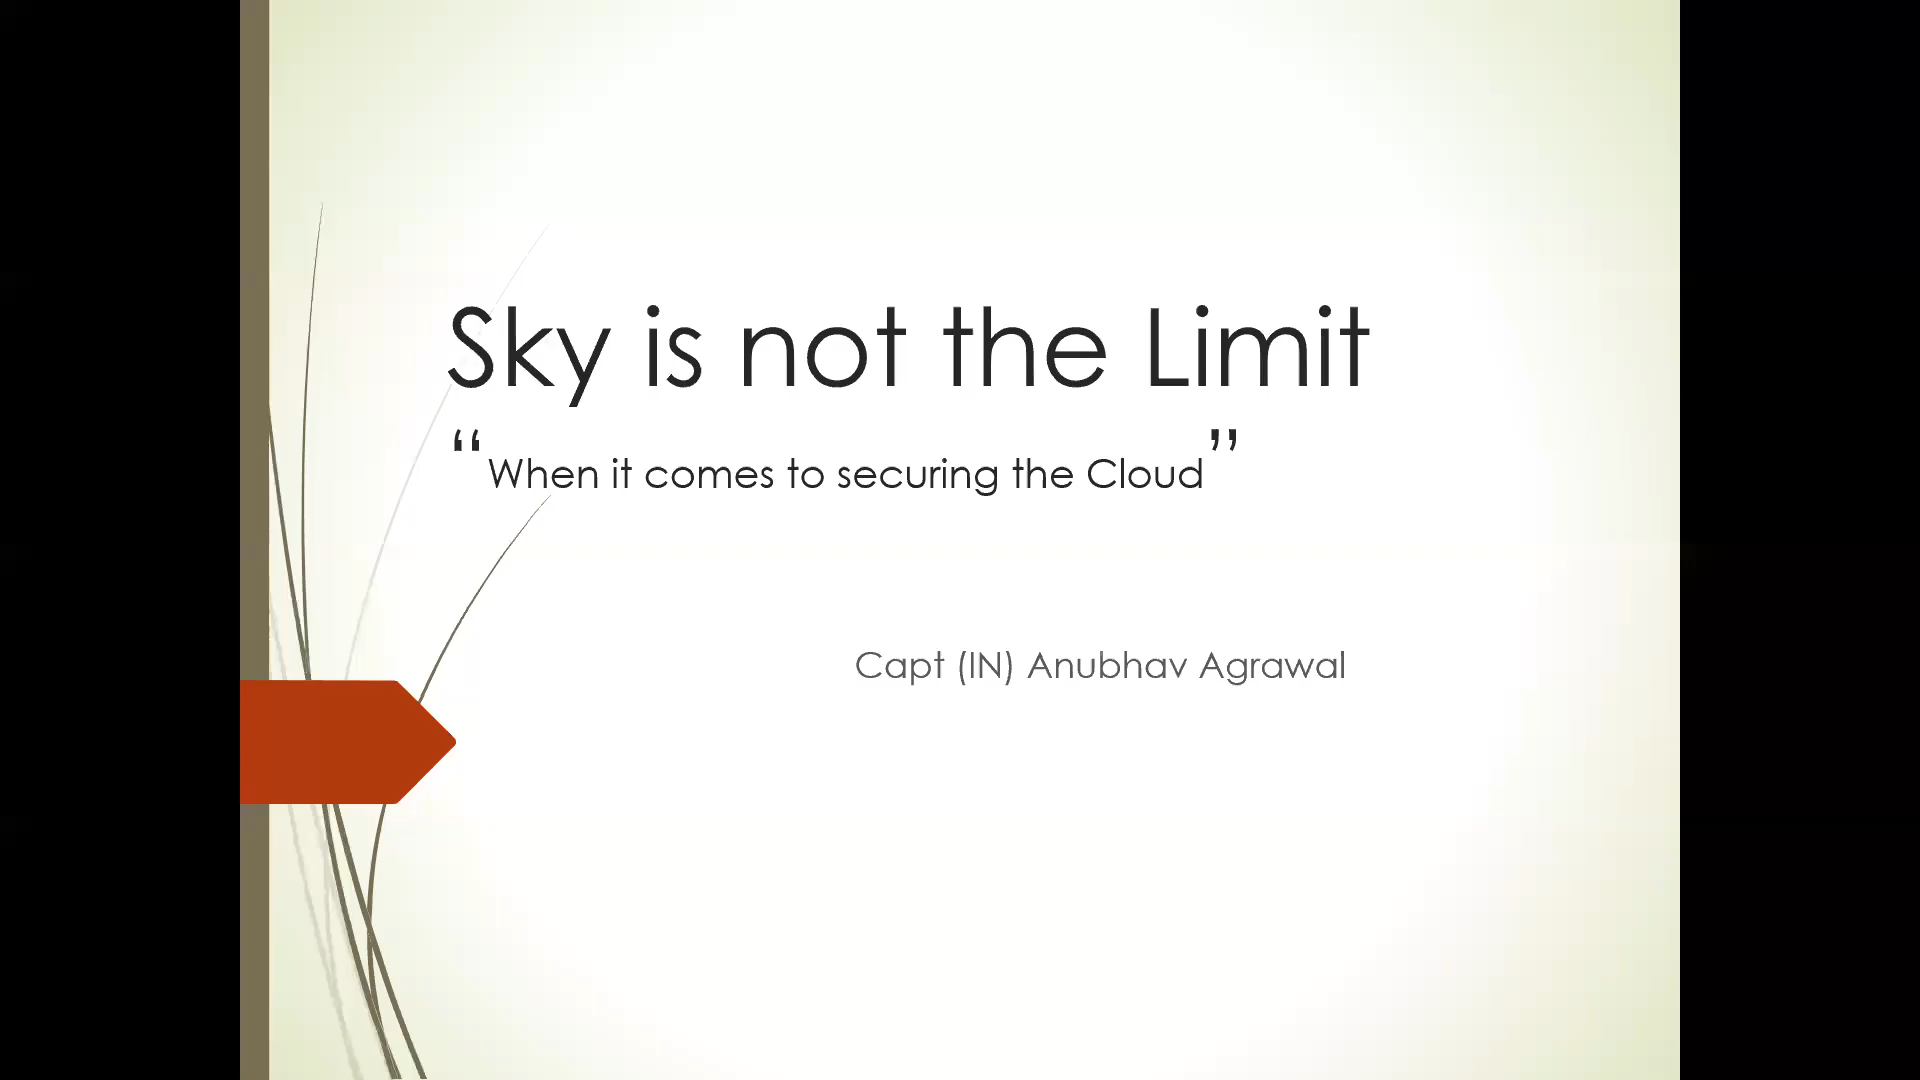 Sky is not the Limit
“When it comes to securing the Cloud”
Capt (IN) Anubhav Agrawal